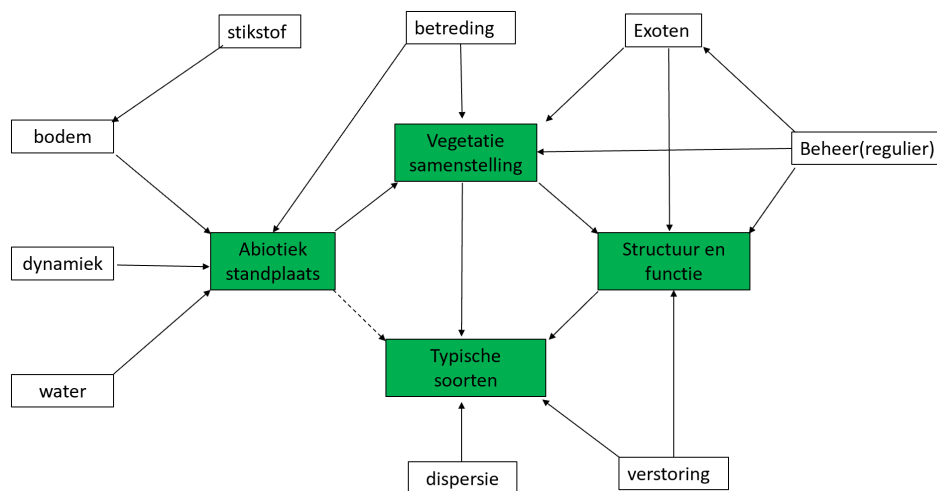 stikstof
betreding
Exoten
bodem
Vegetatie
samenstelling
Beheer(regulier)
dynamiek
Abiotiek
standplaats
Structuur en
functie
Typische
soorten
water
dispersie
verstoring